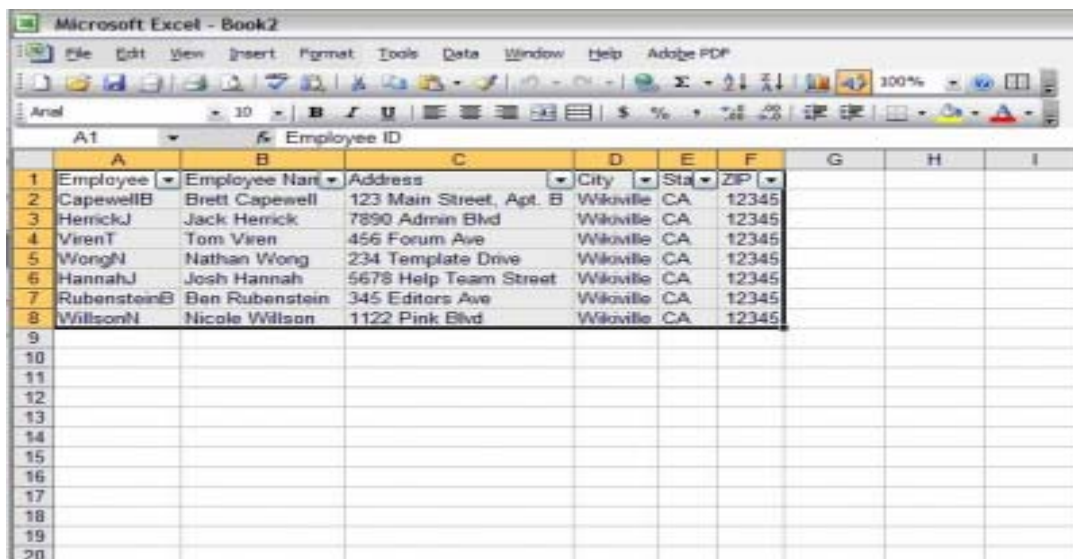 Microsoft Excel - Book2
File Edit View Insert Format Tools Data Window Help Adobe PDF
100%
Arial 10 B I U $ % ,
A1 fx Employee ID
A B C D E F G H I
1 Employee Employee Nam Address City Sta ZIP
2 CapewellB Brett Capewell 123 Main Street, Apt. B Wikiville CA 12345
3 HerrickJ Jack Herrick 7890 Admin Blvd Wikiville CA 12345
4 VirenT Tom Viren 456 Forum Ave Wikiville CA 12345
5 WongN Nathan Wong 234 Template Drive Wikiville CA 12345
6 HannahJ Josh Hannah 5678 Help Team Street Wikiville CA 12345
7 RubensteinB Ben Rubenstein 345 Editors Ave Wikiville CA 12345
8 WillsonN Nicole Willson 1122 Pink Blvd Wikiville CA 12345
9
10
11
12
13
14
15
16
17
18
19
20